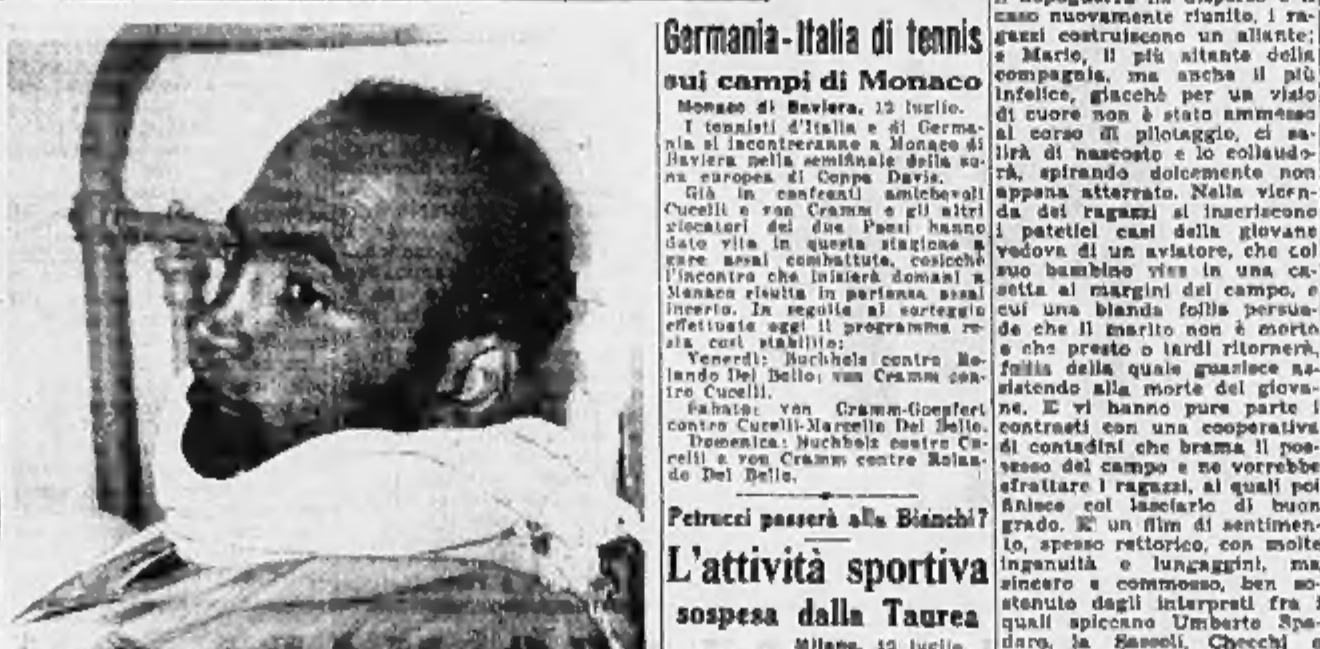 Germania-Italia di tennis
sui campi di Monaco
Monaco di Baviera, 12 luglio.
I tennisti d'Italia e di Germa-
nia si incontreranno a Monaco di
Baviera nella semifinale della zo-
na europea di Coppa Davis.
Già in confronti amichevoli
Cucelli e von Cramm e gli altri
giocatori dei due Paesi hanno
dato vita in questa stagione a
gare assai combattute, cosicchè
l'incontro che inizierà domani a
Monaco risulta in partenza assai
incerto. In seguito al sorteggio
effettuato oggi il programma re-
sta così stabilito:
Venerdì: Buchholz contro Ro-
lando Del Bello; von Cramm con-
tro Cucelli.
Sabato: von Cramm-Goepfert
contro Cucelli-Marcello Del Bello.
Domenica: Buchholz contro Cu-
celli e von Cramm contro Rolan-
do Del Bello.
Petrucci passerà alla Bianchi?
L'attività sportiva
sospesa dalla Taurea
Milano, 12 luglio.
caso nuovamente riunito, i ra-
gazzi costruiscono un aliante;
e Mario, il più aitante della
compagnia, ma anche il più
infelice, giacchè per un vizio
di cuore non è stato ammesso
al corso di pilotaggio, ci sa-
lirà di nascosto e lo collaudo-
rà, spirando dolcemente non
appena atterrato. Nella vicen-
da dei ragazzi si inseriscono
i patetici casi della giovane
vedova di un aviatore, che col
suo bambino vive in una ca-
setta ai margini del campo, e
cui una blanda follia persua-
de che il marito non è morto
e che presto o tardi ritornerà,
follia della quale guarisce as-
sistendo alla morte del giova-
ne. E vi hanno pure parte i
contrasti con una cooperativa
di contadini che brama il pos-
sesso del campo e ne vorrebbe
sfrattare i ragazzi, ai quali poi
finisce col lasciarlo di buon
grado. E' un film di sentimen-
to, spesso rettorico, con molte
ingenuità e lungaggini, ma
sincero e commosso, ben so-
stenuto dagli interpreti fra i
quali spiccano Umberto Spa-
daro, la Sassoli, Checchi e